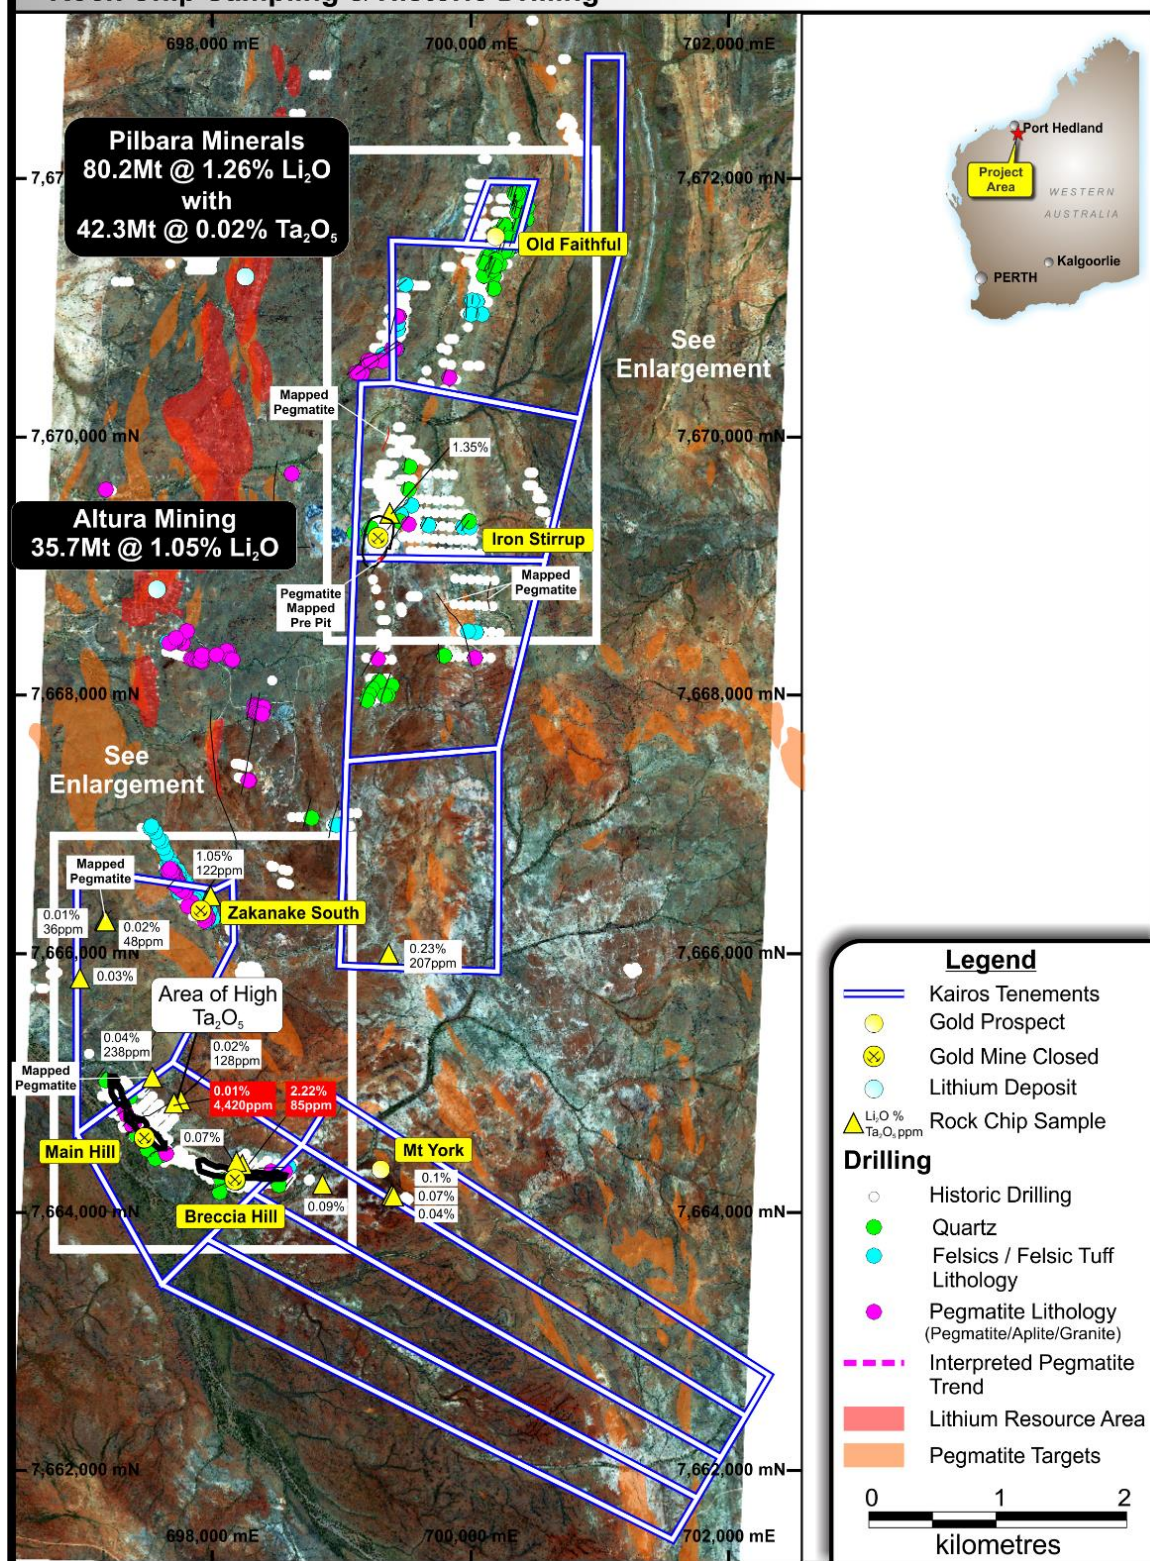 698,000 mE
700,000 mE
702,000 mE
Pilbara Minerals
80.2Mt @ 1.26% Li₂O
with
42.3Mt @ 0.02% Ta₂O₅
7,672,000 mN
Old Faithful
See
Enlargement
Mapped
Pegmatite
7,670,000 mN
7,670,000 mN
1.35%
Altura Mining
35.7Mt @ 1.05% Li₂O
Iron Stirrup
Pegmatite
Mapped
Pre Pit
Mapped
Pegmatite
7,668,000 mN
7,668,000 mN
See
Enlargement
1.05%
122ppm
Mapped
Pegmatite
Zakanake South
0.01%
36ppm
0.02%
48ppm
0.23%
207ppm
7,666,000 mN
0.03%
Area of High
Ta₂O₅
0.04%
238ppm
0.02%
128ppm
Mapped
Pegmatite
0.01%
4,420ppm
2.22%
85ppm
0.07%
Main Hill
Mt York
0.1%
0.07%
0.04%
0.09%
Breccia Hill
7,664,000 mN
7,664,000 mN
7,662,000 mN
7,662,000 mN
698,000 mE
700,000 mE
702,000 mE
Port Hedland
Project
Area
WESTERN
AUSTRALIA
Kalgoorlie
PERTH
Legend
Kairos Tenements
Gold Prospect
Gold Mine Closed
Lithium Deposit
Li₂O %
Ta₂O₅ ppm
Rock Chip Sample
Drilling
Historic Drilling
Quartz
Felsics / Felsic Tuff
Lithology
Pegmatite Lithology
(Pegmatite/Aplite/Granite)
Interpreted Pegmatite
Trend
Lithium Resource Area
Pegmatite Targets
0 1 2
kilometres